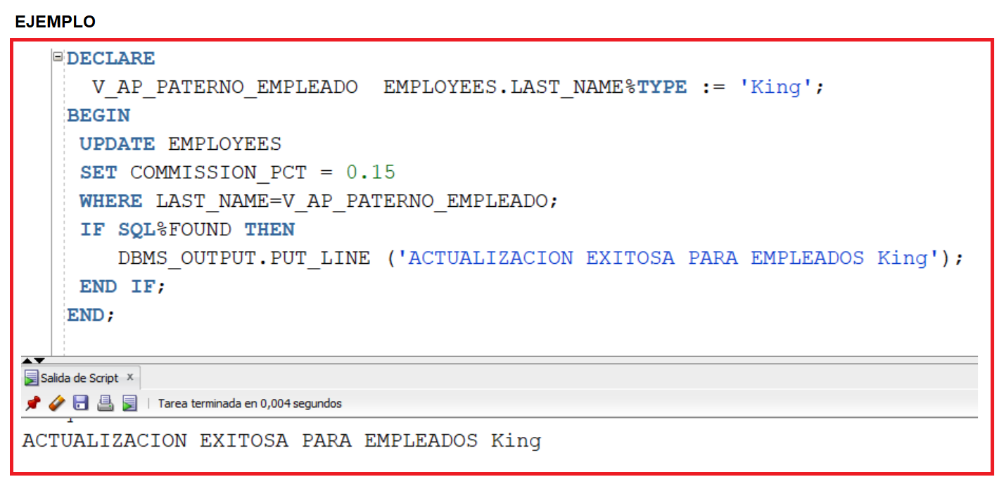 EJEMPLO
DECLARE
V_AP_PATERNO_EMPLEADO EMPLOYEES.LAST_NAME%TYPE := 'King';
BEGIN
UPDATE EMPLOYEES
SET COMMISSION_PCT = 0.15
WHERE LAST_NAME=V_AP_PATERNO_EMPLEADO;
IF SQL%FOUND THEN
DBMS_OUTPUT.PUT_LINE ('ACTUALIZACION EXITOSA PARA EMPLEADOS King');
END IF;
END;
Salida de Script x
Tarea terminada en 0,004 segundos
ACTUALIZACION EXITOSA PARA EMPLEADOS King